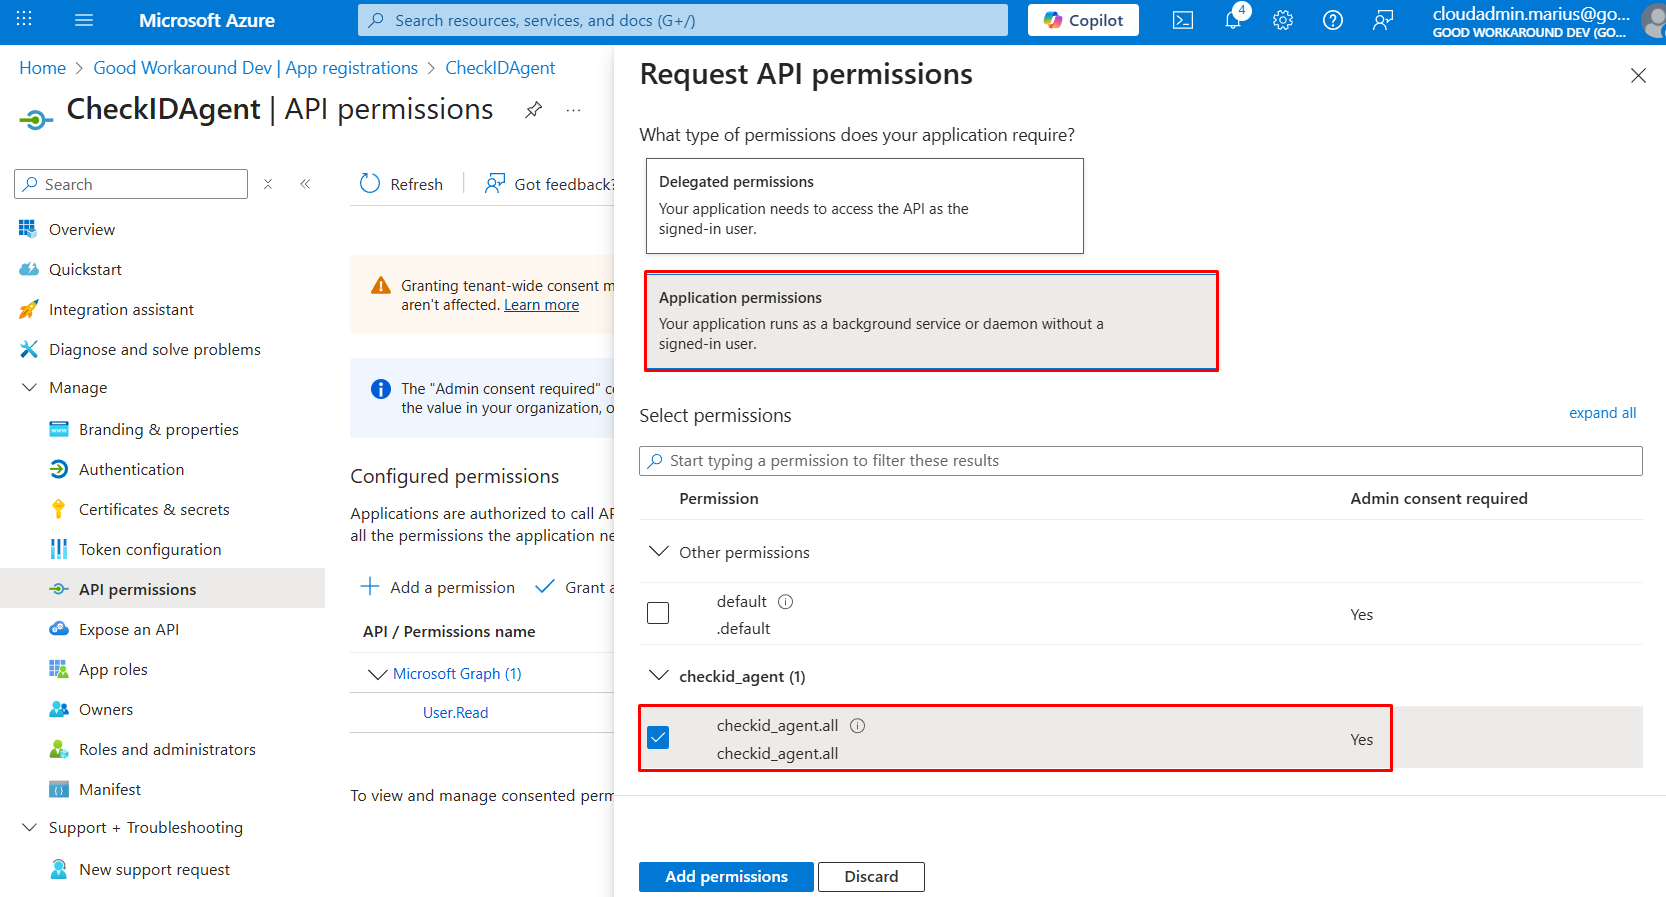 Microsoft Azure
Search resources, services, and docs (G+/)
Copilot
4
cloudadmin.marius@go...
GOOD WORKAROUND DEV (GO...
Home > Good Workaround Dev | App registrations > CheckIDAgent
CheckIDAgent | API permissions
...
Search
Overview
Quickstart
Integration assistant
Diagnose and solve problems
Manage
Branding & properties
Authentication
Certificates & secrets
Token configuration
API permissions
Expose an API
App roles
Owners
Roles and administrators
Manifest
Support + Troubleshooting
New support request
Refresh
Got feedback?
Granting tenant-wide consent m
aren't affected. Learn more
The "Admin consent required" c
the value in your organization, o
Configured permissions
Applications are authorized to call AP
all the permissions the application ne
Add a permission
Grant a
API / Permissions name
Microsoft Graph (1)
User.Read
To view and manage consented perm
Request API permissions
What type of permissions does your application require?
Delegated permissions
Your application needs to access the API as the
signed-in user.
Application permissions
Your application runs as a background service or daemon without a
signed-in user.
Select permissions
expand all
Start typing a permission to filter these results
Permission
Admin consent required
Other permissions
default
.default
Yes
checkid_agent (1)
checkid_agent.all
checkid_agent.all
Yes
Add permissions
Discard